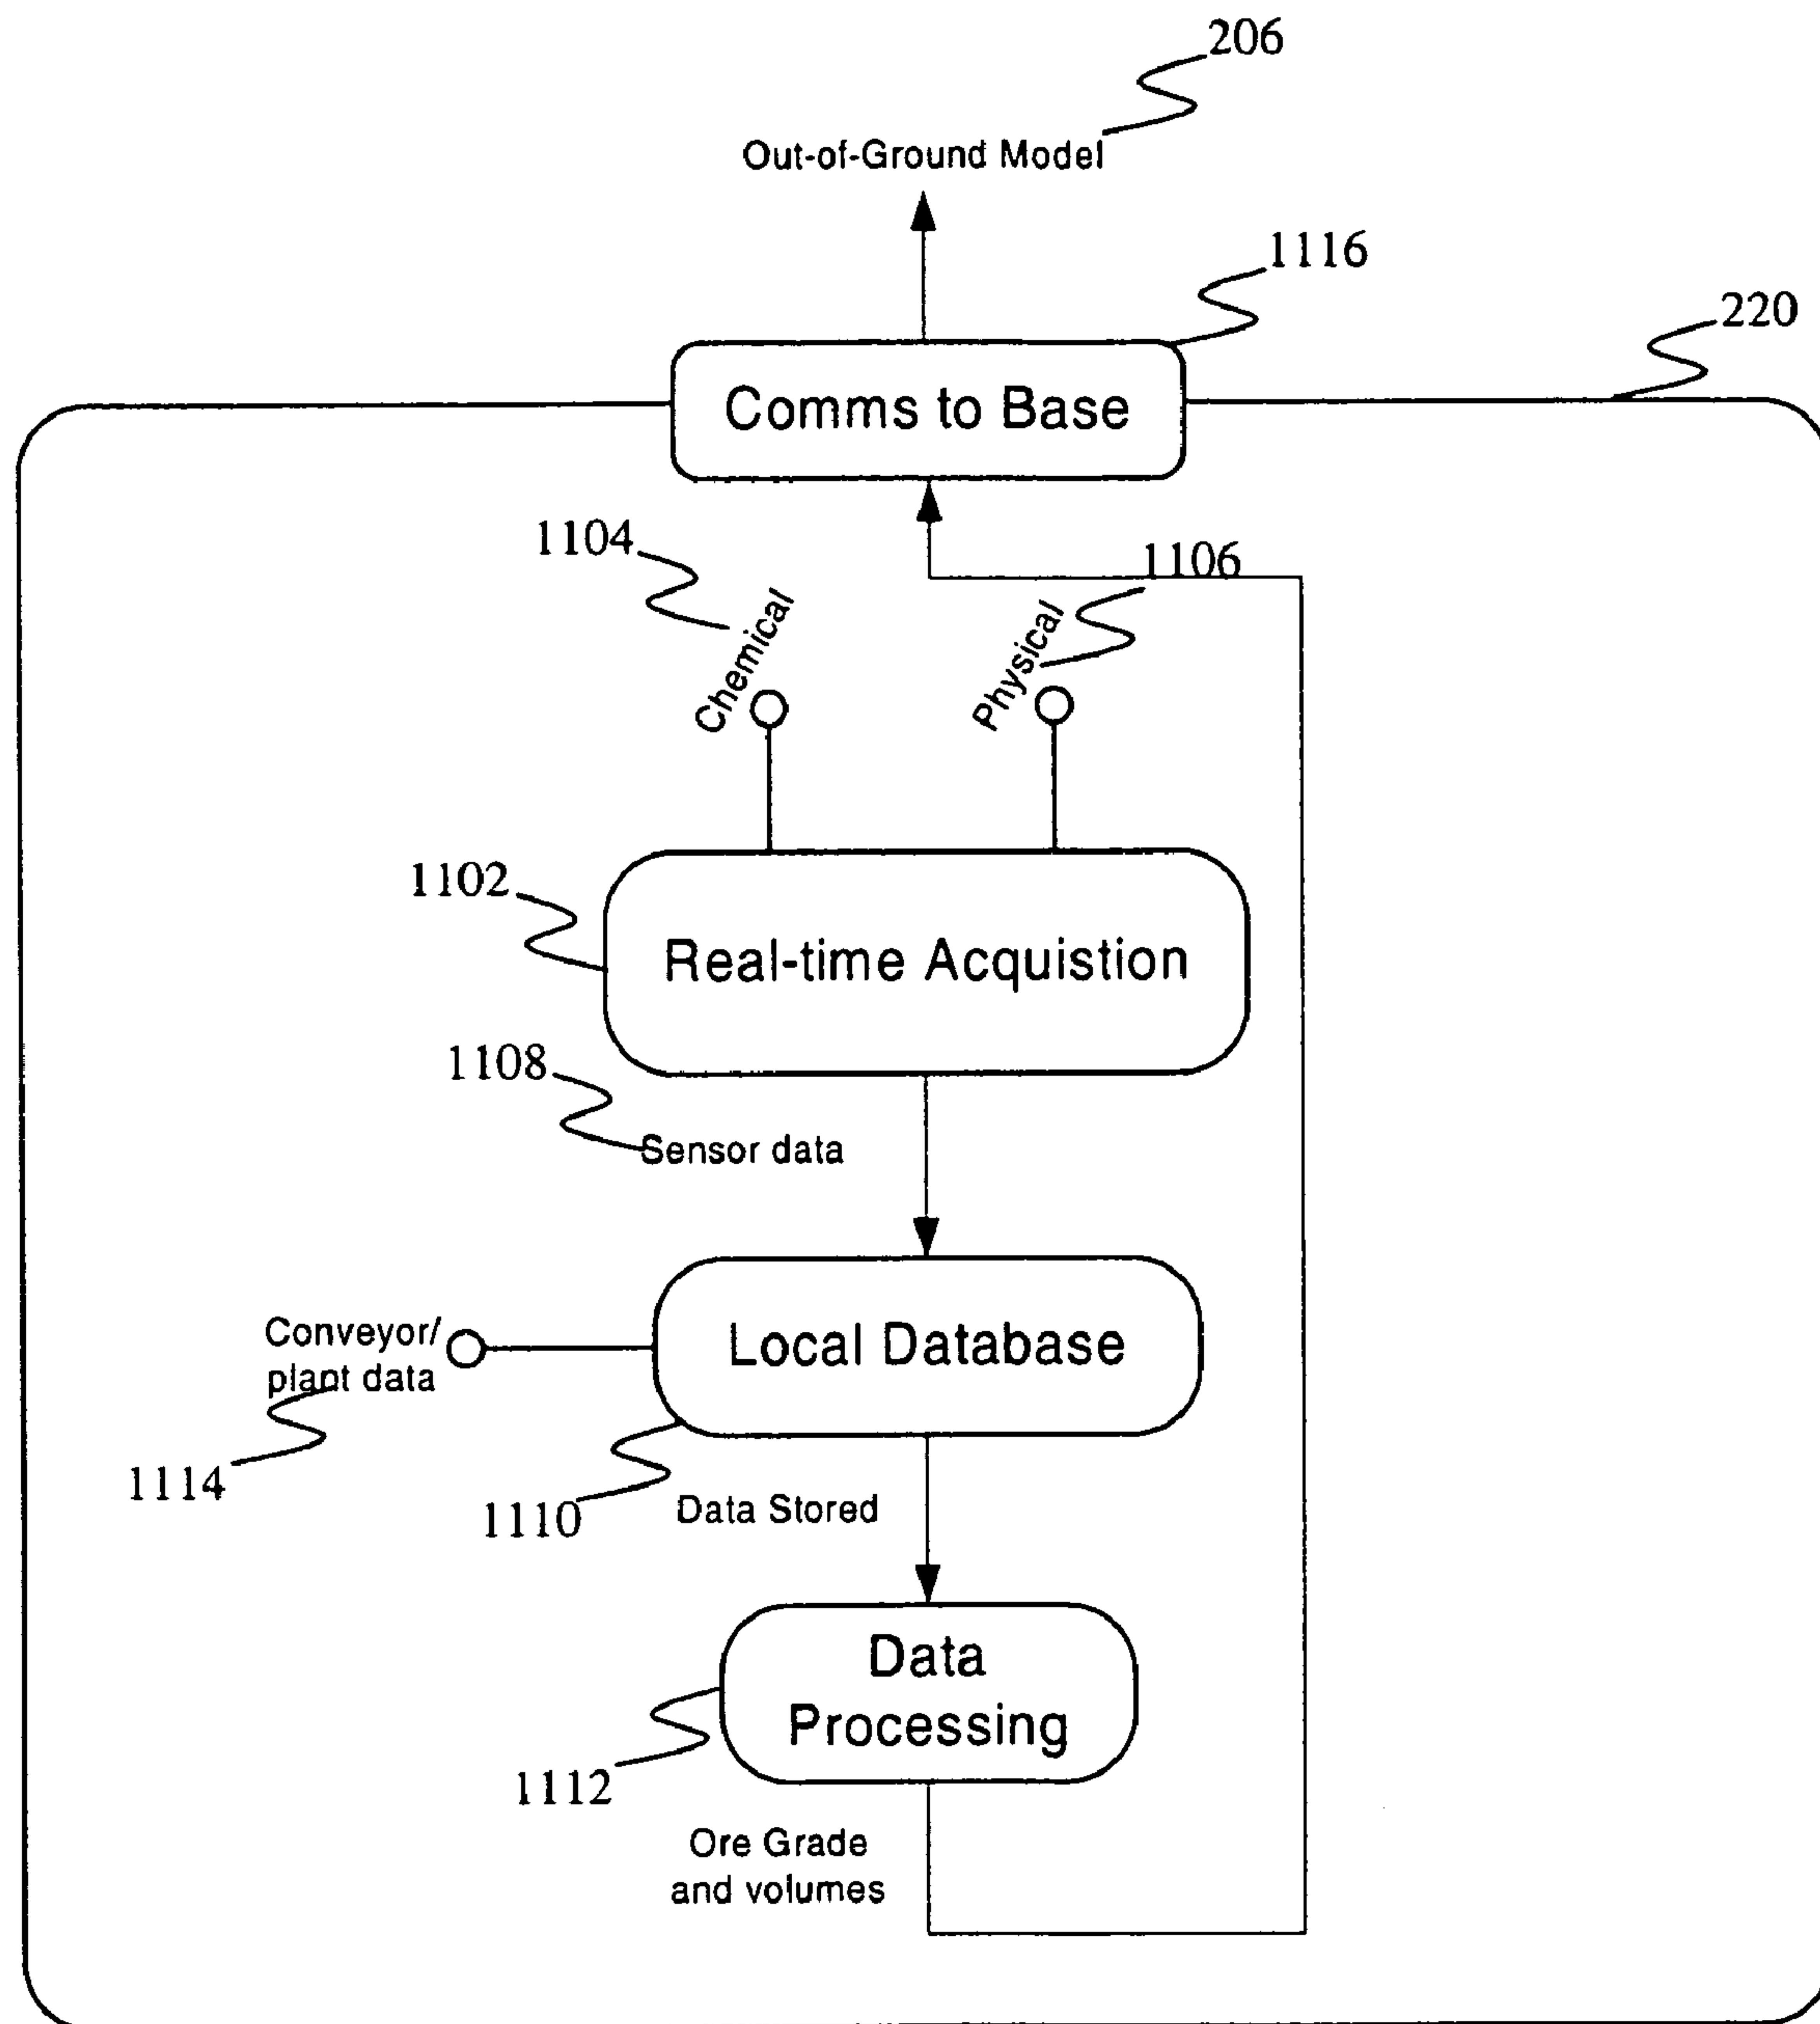 206
Out-of-Ground Model
1116
220
Comms to Base
1104
1106
Chemical
Physical
1102
Real-time Acquistion
1108
Sensor data
Conveyor/
plant data
Local Database
1114
1110
Data Stored
Data
Processing
1112
Ore Grade
and volumes